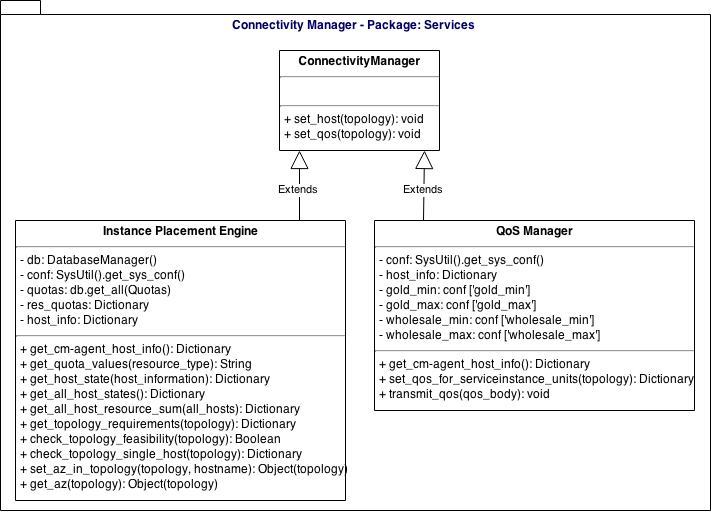 Connectivity Manager - Package: Services
ConnectivityManager
+ set_host(topology): void
+ set_qos(topology): void
Extends
Extends
Instance Placement Engine
- db: DatabaseManager()
- conf: SysUtil().get_sys_conf()
- quotas: db.get_all(Quotas)
- res_quotas: Dictionary
- host_info: Dictionary
+ get_cm-agent_host_info(): Dictionary
+ get_quota_values(resource_type): String
+ get_host_state(host_information): Dictionary
+ get_all_host_states(): Dictionary
+ get_all_host_resource_sum(all_hosts): Dictionary
+ get_topology_requirements(topology): Dictionary
+ check_topology_feasibility(topology): Boolean
+ check_topology_single_host(topology): Dictionary
+ set_az_in_topology(topology, hostname): Object(topology)
+ get_az(topology): Object(topology)
QoS Manager
- conf: SysUtil().get_sys_conf()
- host_info: Dictionary
- gold_min: conf ['gold_min']
- gold_max: conf ['gold_max']
- wholesale_min: conf ['wholesale_min']
- wholesale_max: conf ['wholesale_max']
+ get_cm-agent_host_info(): Dictionary
+ set_qos_for_serviceinstance_units(topology): Dictionary
+ transmit_qos(qos_body): void